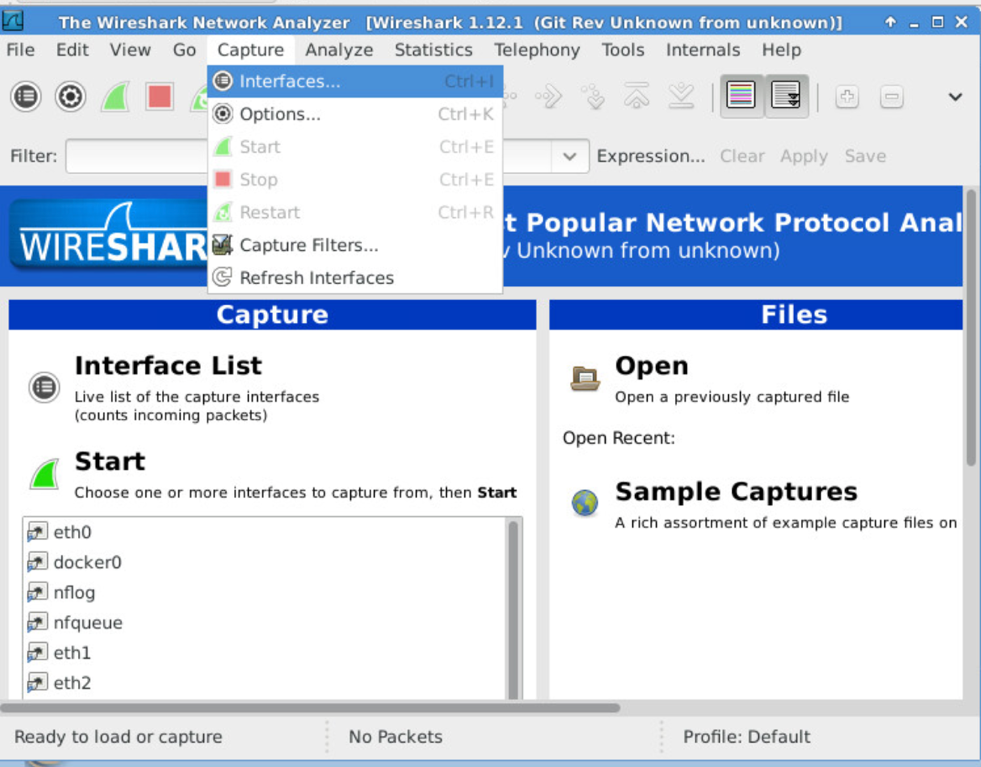 The Wireshark Network Analyzer [Wireshark 1.12.1 (Git Rev Unknown from unknown)]
File Edit View Go Capture Analyze Statistics Telephony Tools Internals Help
Interfaces... Ctrl+I
Options... Ctrl+K
Start Ctrl+E
Stop Ctrl+E
Restart Ctrl+R
Capture Filters...
Refresh Interfaces
Filter: Expression... Clear Apply Save
WIRESHAR
t Popular Network Protocol Anal
v Unknown from unknown)
Capture
Interface List
Live list of the capture interfaces
(counts incoming packets)
Start
Choose one or more interfaces to capture from, then Start
eth0
docker0
nflog
nfqueue
eth1
eth2
Files
Open
Open a previously captured file
Open Recent:
Sample Captures
A rich assortment of example capture files on
Ready to load or capture No Packets Profile: Default